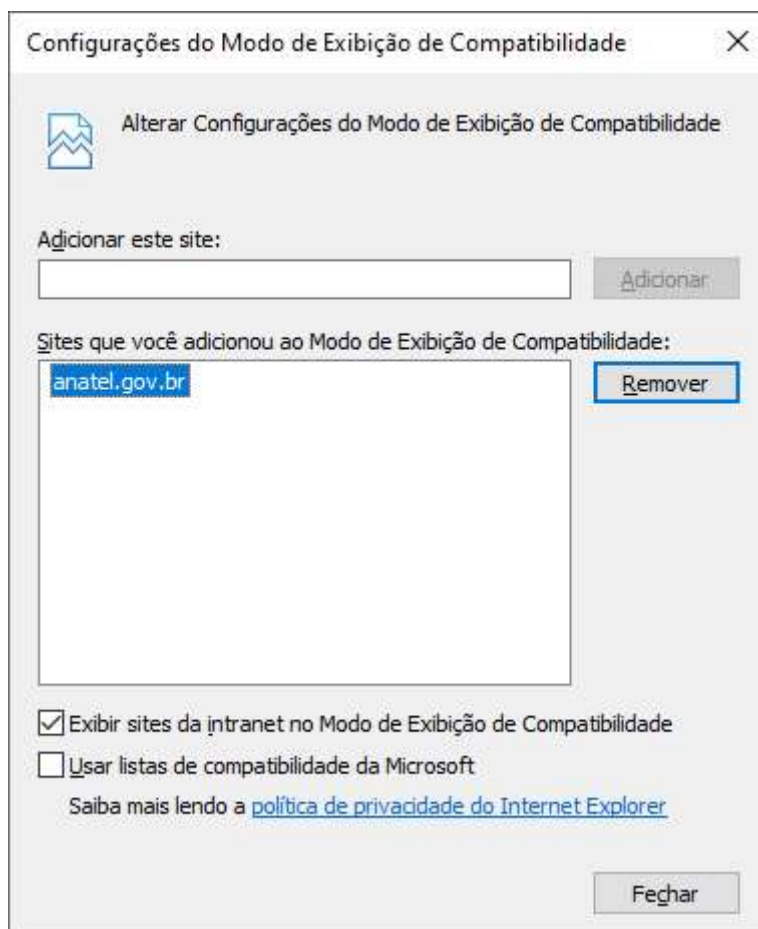 Configurações do Modo de Exibição de Compatibilidade
Alterar Configurações do Modo de Exibição de Compatibilidade
Adicionar este site:
Adicionar
Sites que você adicionou ao Modo de Exibição de Compatibilidade:
anatel.gov.br
Remover
Exibir sites da intranet no Modo de Exibição de Compatibilidade
Usar listas de compatibilidade da Microsoft
Saiba mais lendo a política de privacidade do Internet Explorer
Fechar